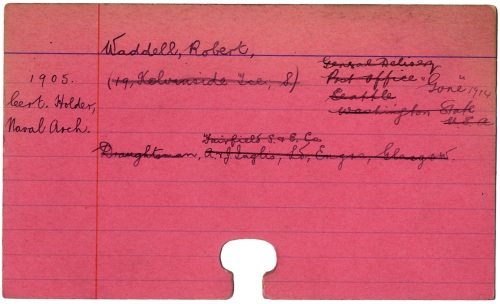 Waddell, Robert,
General Delivery
1905.
(19, Kelvinside Ter, S)
Post Office "Gone" 1914
Cert. Holder,
Seattle
Naval Arch.
Washington State
U.S.A
Fairfield S. & E. Co.
Draughtsman, A & J Inglis, Ld, Engrs, Glasgow.